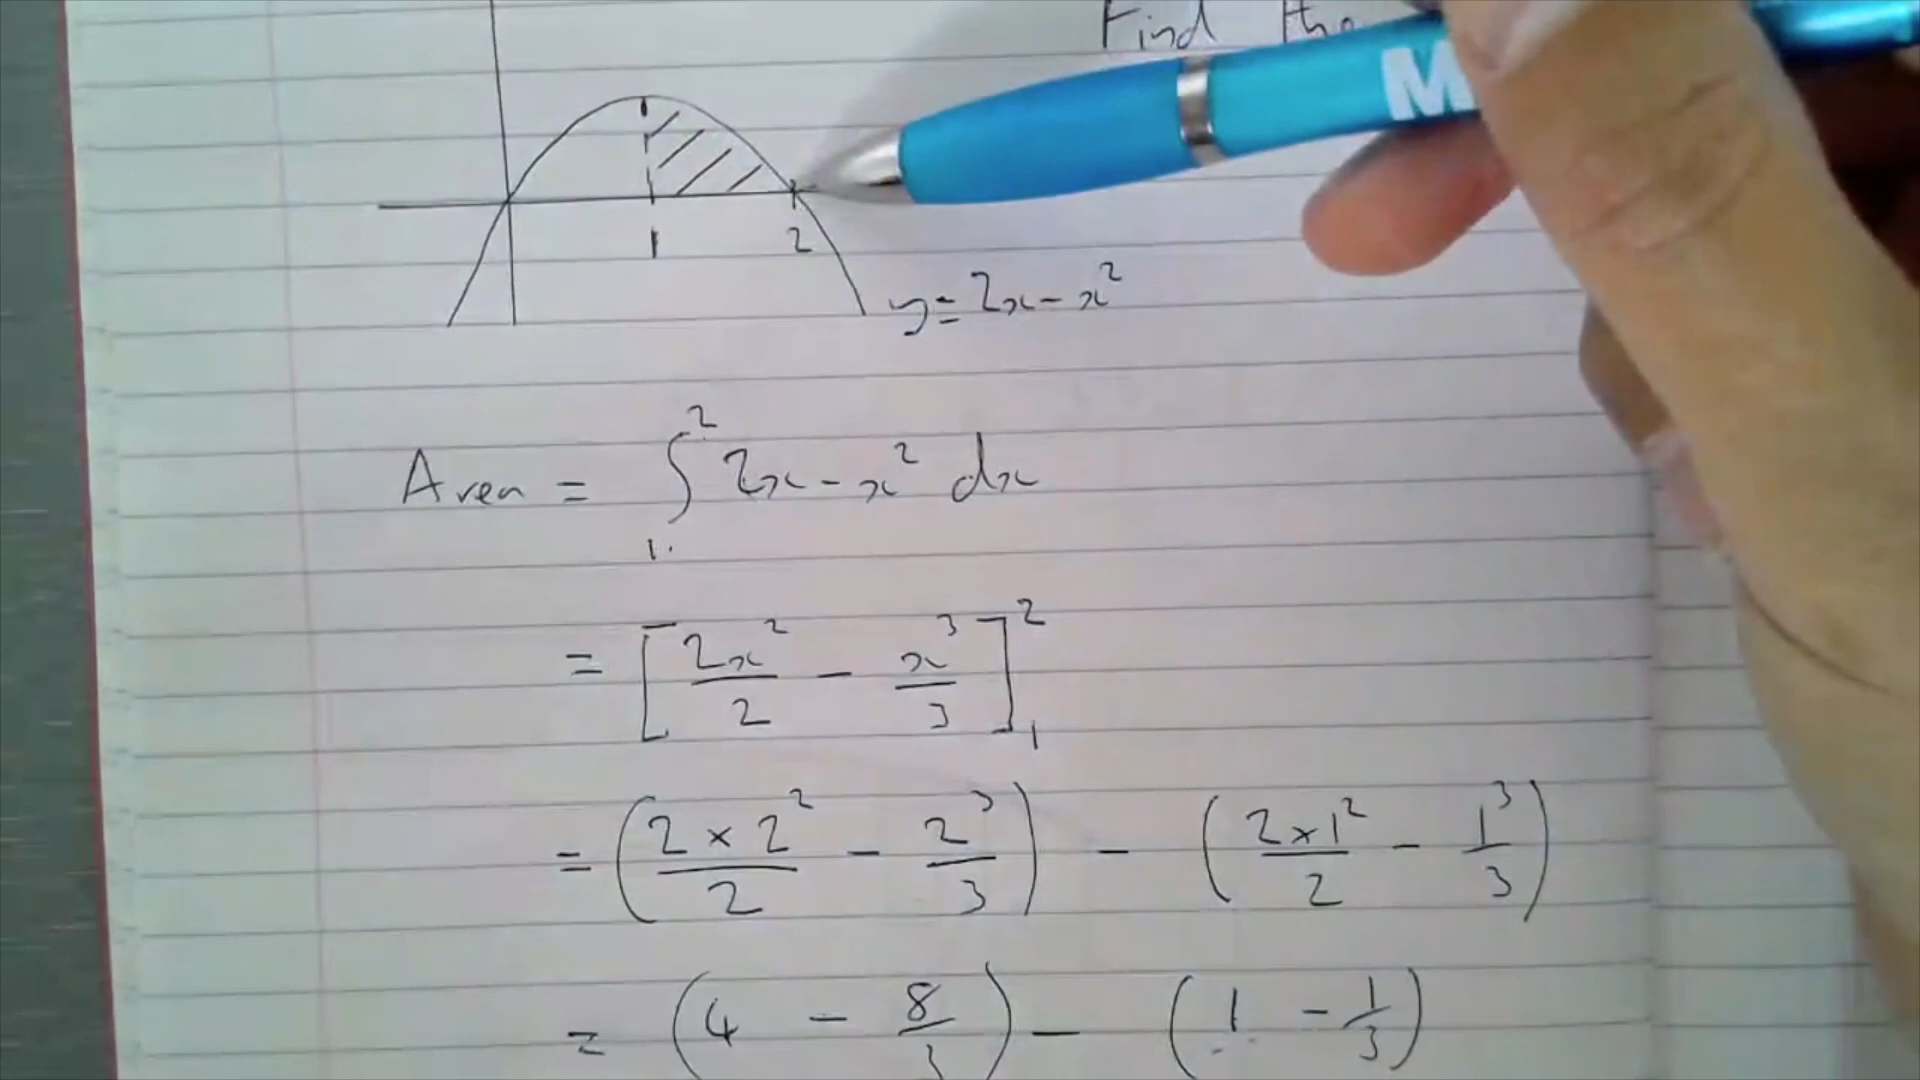 Find the
M
1 2
y = 2x - x²
Area = ∫₁² 2x - x² dx
= [2x²/2 - x³/3]₁²
= (2 × 2²/2 - 2³/3) - (2×1²/2 - 1³/3)
= (4 - 8/3) - (1 - 1/3)